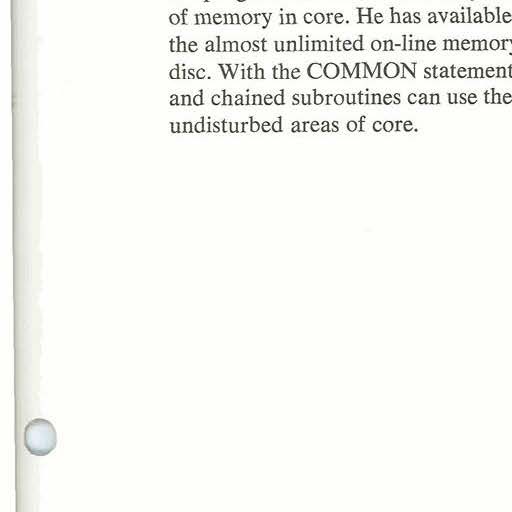 of memory in core. He has available
the almost unlimited on-line memory
disc. With the COMMON statement
and chained subroutines can use the
undisturbed areas of core.